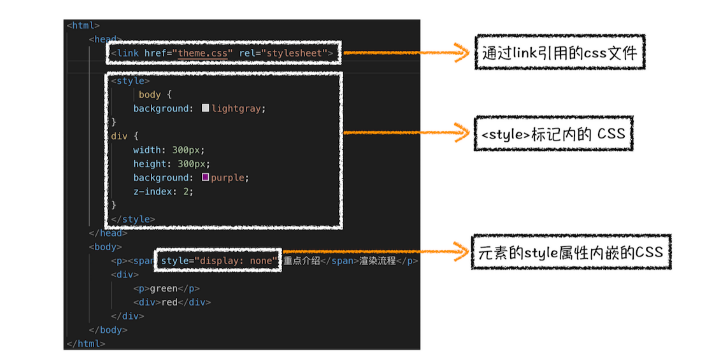 <html>
<head>
<link href="theme.css" rel="stylesheet">
通过link引用的css文件
<style>
body {
background: lightgray;
}
div {
width: 300px;
height: 300px;
background: purple;
z-index: 2;
}
</style>
<style>标记内的 CSS
</head>
<body>
<p><span style="display: none">重点介绍</span>渲染流程</p>
元素的style属性内嵌的CSS
<div>
<p>green</p>
<div>red</div>
</div>
</body>
</html>